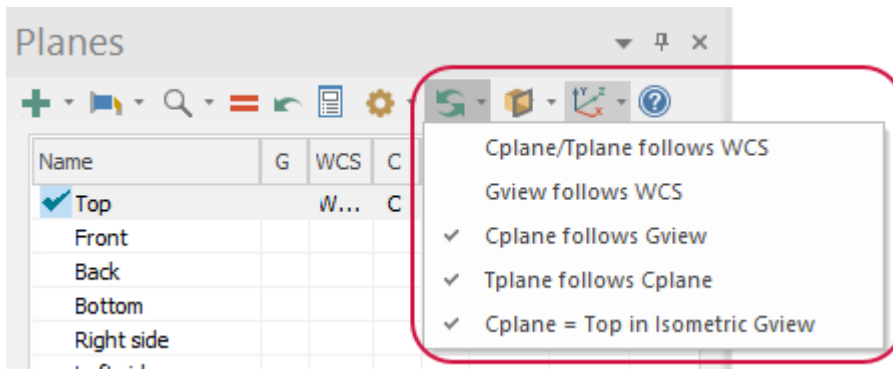 Planes
Name G WCS C
Top W... C
Front
Back
Bottom
Right side
Cplane/Tplane follows WCS
Gview follows WCS
Cplane follows Gview
Tplane follows Cplane
Cplane = Top in Isometric Gview